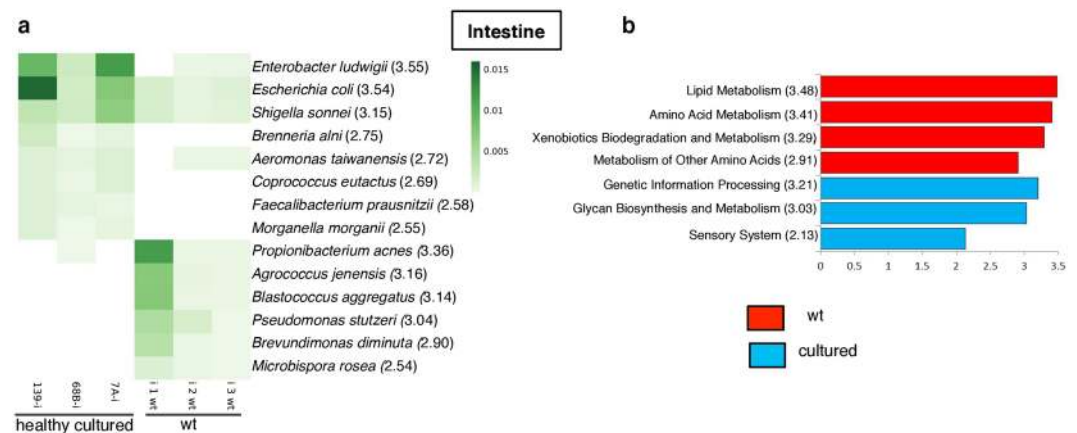 a
Intestine
b
Enterobacter ludwigii (3.55)
Escherichia coli (3.54)
Shigella sonnei (3.15)
Brenneria alni (2.75)
Aeromonas taiwanensis (2.72)
Coprococcus eutactus (2.69)
Faecalibacterium prausnitzii (2.58)
Morganella morganii (2.55)
Propionibacterium acnes (3.36)
Agrococcus jenensis (3.16)
Blastococcus aggregatus (3.14)
Pseudomonas stutzeri (3.04)
Brevundimonas diminuta (2.90)
Microbispora rosea (2.54)
0.015
0.010
0.005
139-i
68B-i
7A-i
i 1 wt
i 2 wt
i 3 wt
healthy cultured
wt
Lipid Metabolism (3.48)
Amino Acid Metabolism (3.41)
Xenobiotics Biodegradation and Metabolism (3.29)
Metabolism of Other Amino Acids (2.91)
Genetic Information Processing (3.21)
Glycan Biosynthesis and Metabolism (3.03)
Sensory System (2.13)
0 0.5 1 1.5 2 2.5 3 3.5
wt
cultured